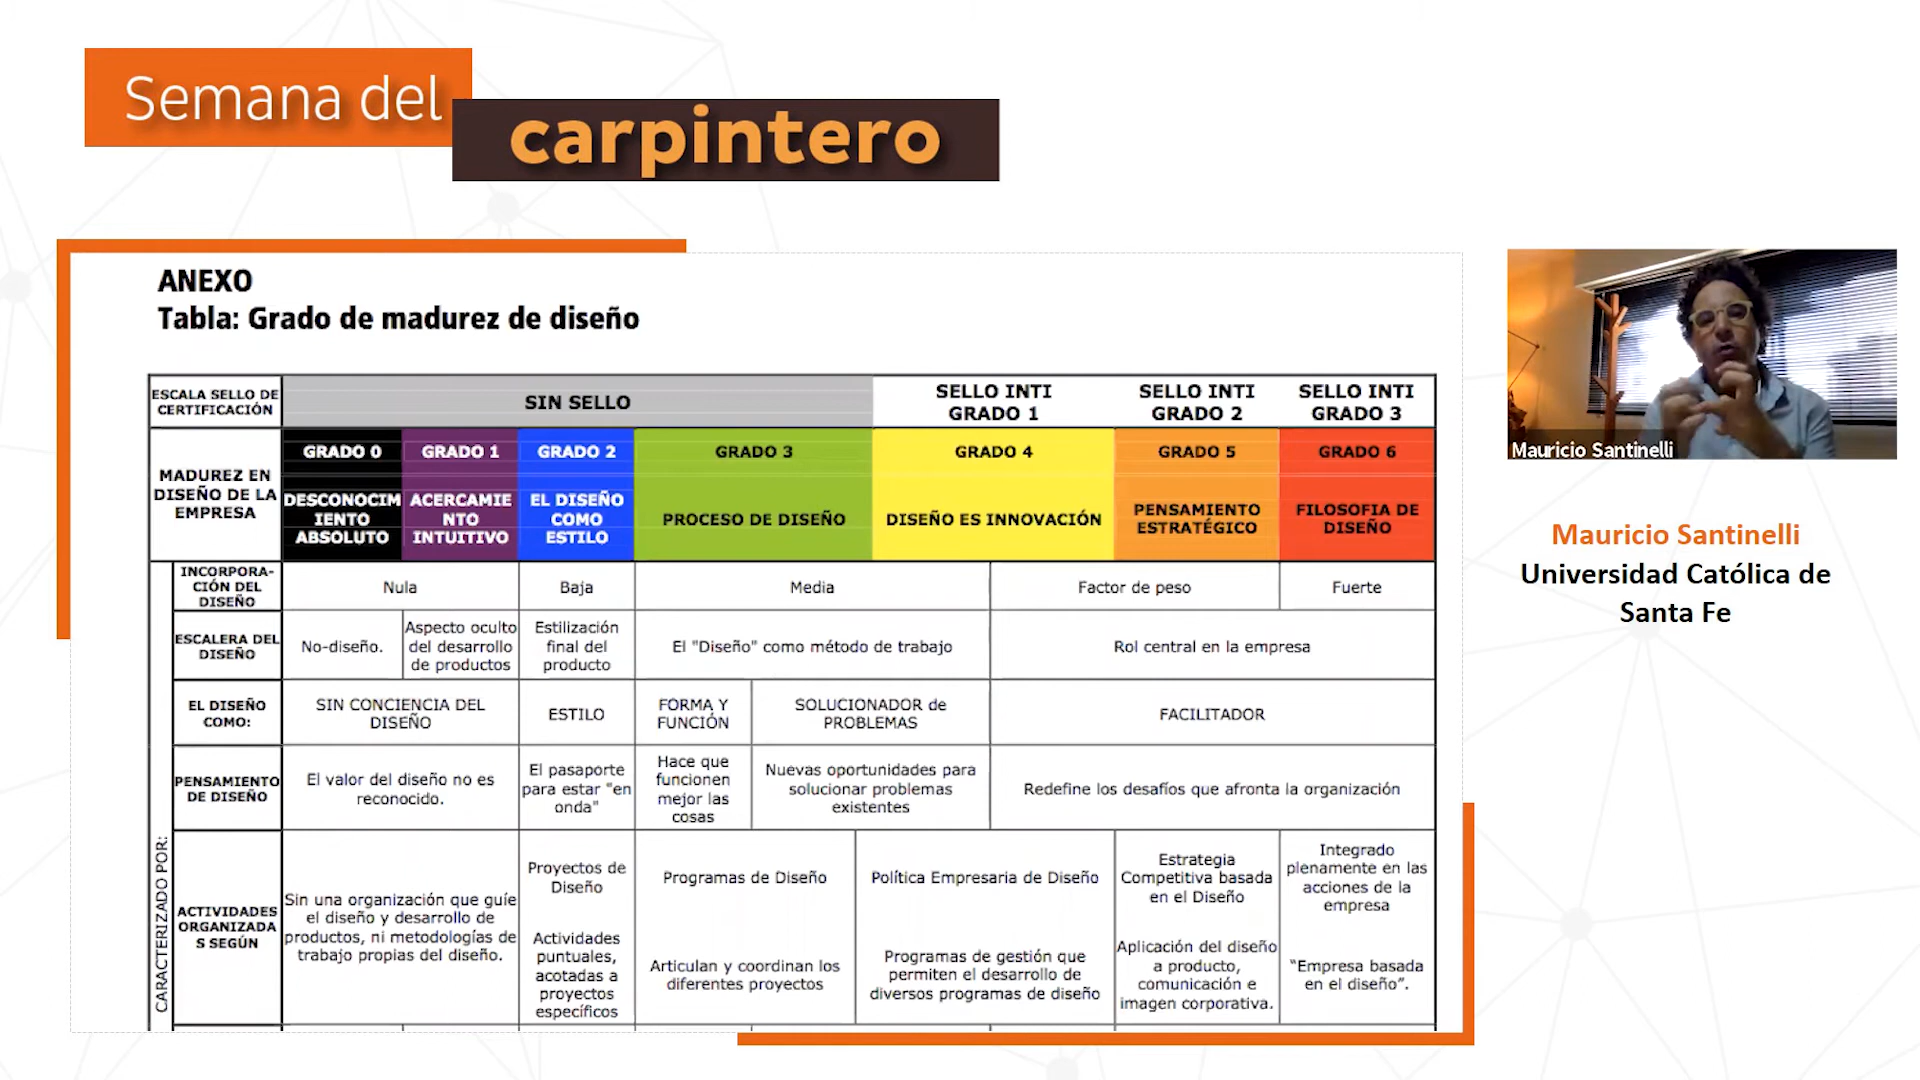 Semana del
carpintero
ANEXO
Tabla: Grado de madurez de diseño
ESCALA SELLO DE
CERTIFICACIÓN
SIN SELLO
SELLO INTI
GRADO 1
SELLO INTI
GRADO 2
SELLO INTI
GRADO 3
MADUREZ EN
DISEÑO DE LA
EMPRESA
GRADO 0
DESCONOCIM
IENTO
ABSOLUTO
GRADO 1
ACERCAMIE
NTO
INTUITIVO
GRADO 2
EL DISEÑO
COMO
ESTILO
GRADO 3
PROCESO DE DISEÑO
GRADO 4
DISEÑO ES INNOVACIÓN
GRADO 5
PENSAMIENTO
ESTRATÉGICO
GRADO 6
FILOSOFIA DE
DISEÑO
CARACTERIZADO POR:
INCORPORA-
CIÓN DEL
DISEÑO
Nula
Baja
Media
Factor de peso
Fuerte
ESCALERA DEL
DISEÑO
No-diseño.
Aspecto oculto
del desarrollo
de productos
Estilización
final del
producto
El "Diseño" como método de trabajo
Rol central en la empresa
EL DISEÑO
COMO:
SIN CONCIENCIA DEL
DISEÑO
ESTILO
FORMA Y
FUNCIÓN
SOLUCIONADOR de
PROBLEMAS
FACILITADOR
PENSAMIENTO
DE DISEÑO
El valor del diseño no es
reconocido.
El pasaporte
para estar "en
onda"
Hace que
funcionen
mejor las
cosas
Nuevas oportunidades para
solucionar problemas
existentes
Redefine los desafíos que afronta la organización
ACTIVIDADES
ORGANIZADA
S SEGÚN
Sin una organización que guíe
el diseño y desarrollo de
productos, ni metodologías de
trabajo propias del diseño.
Proyectos de
Diseño
Actividades
puntuales,
acotadas a
proyectos
específicos
Programas de Diseño
Articulan y coordinan los
diferentes proyectos
Política Empresaria de Diseño
Programas de gestión que
permiten el desarrollo de
diversos programas de diseño
Estrategia
Competitiva basada
en el Diseño
Aplicación del diseño
a producto,
comunicación e
imagen corporativa.
Integrado
plenamente en las
acciones de la
empresa
“Empresa basada
en el diseño”.
Mauricio Santinelli
Mauricio Santinelli
Universidad Católica de
Santa Fe